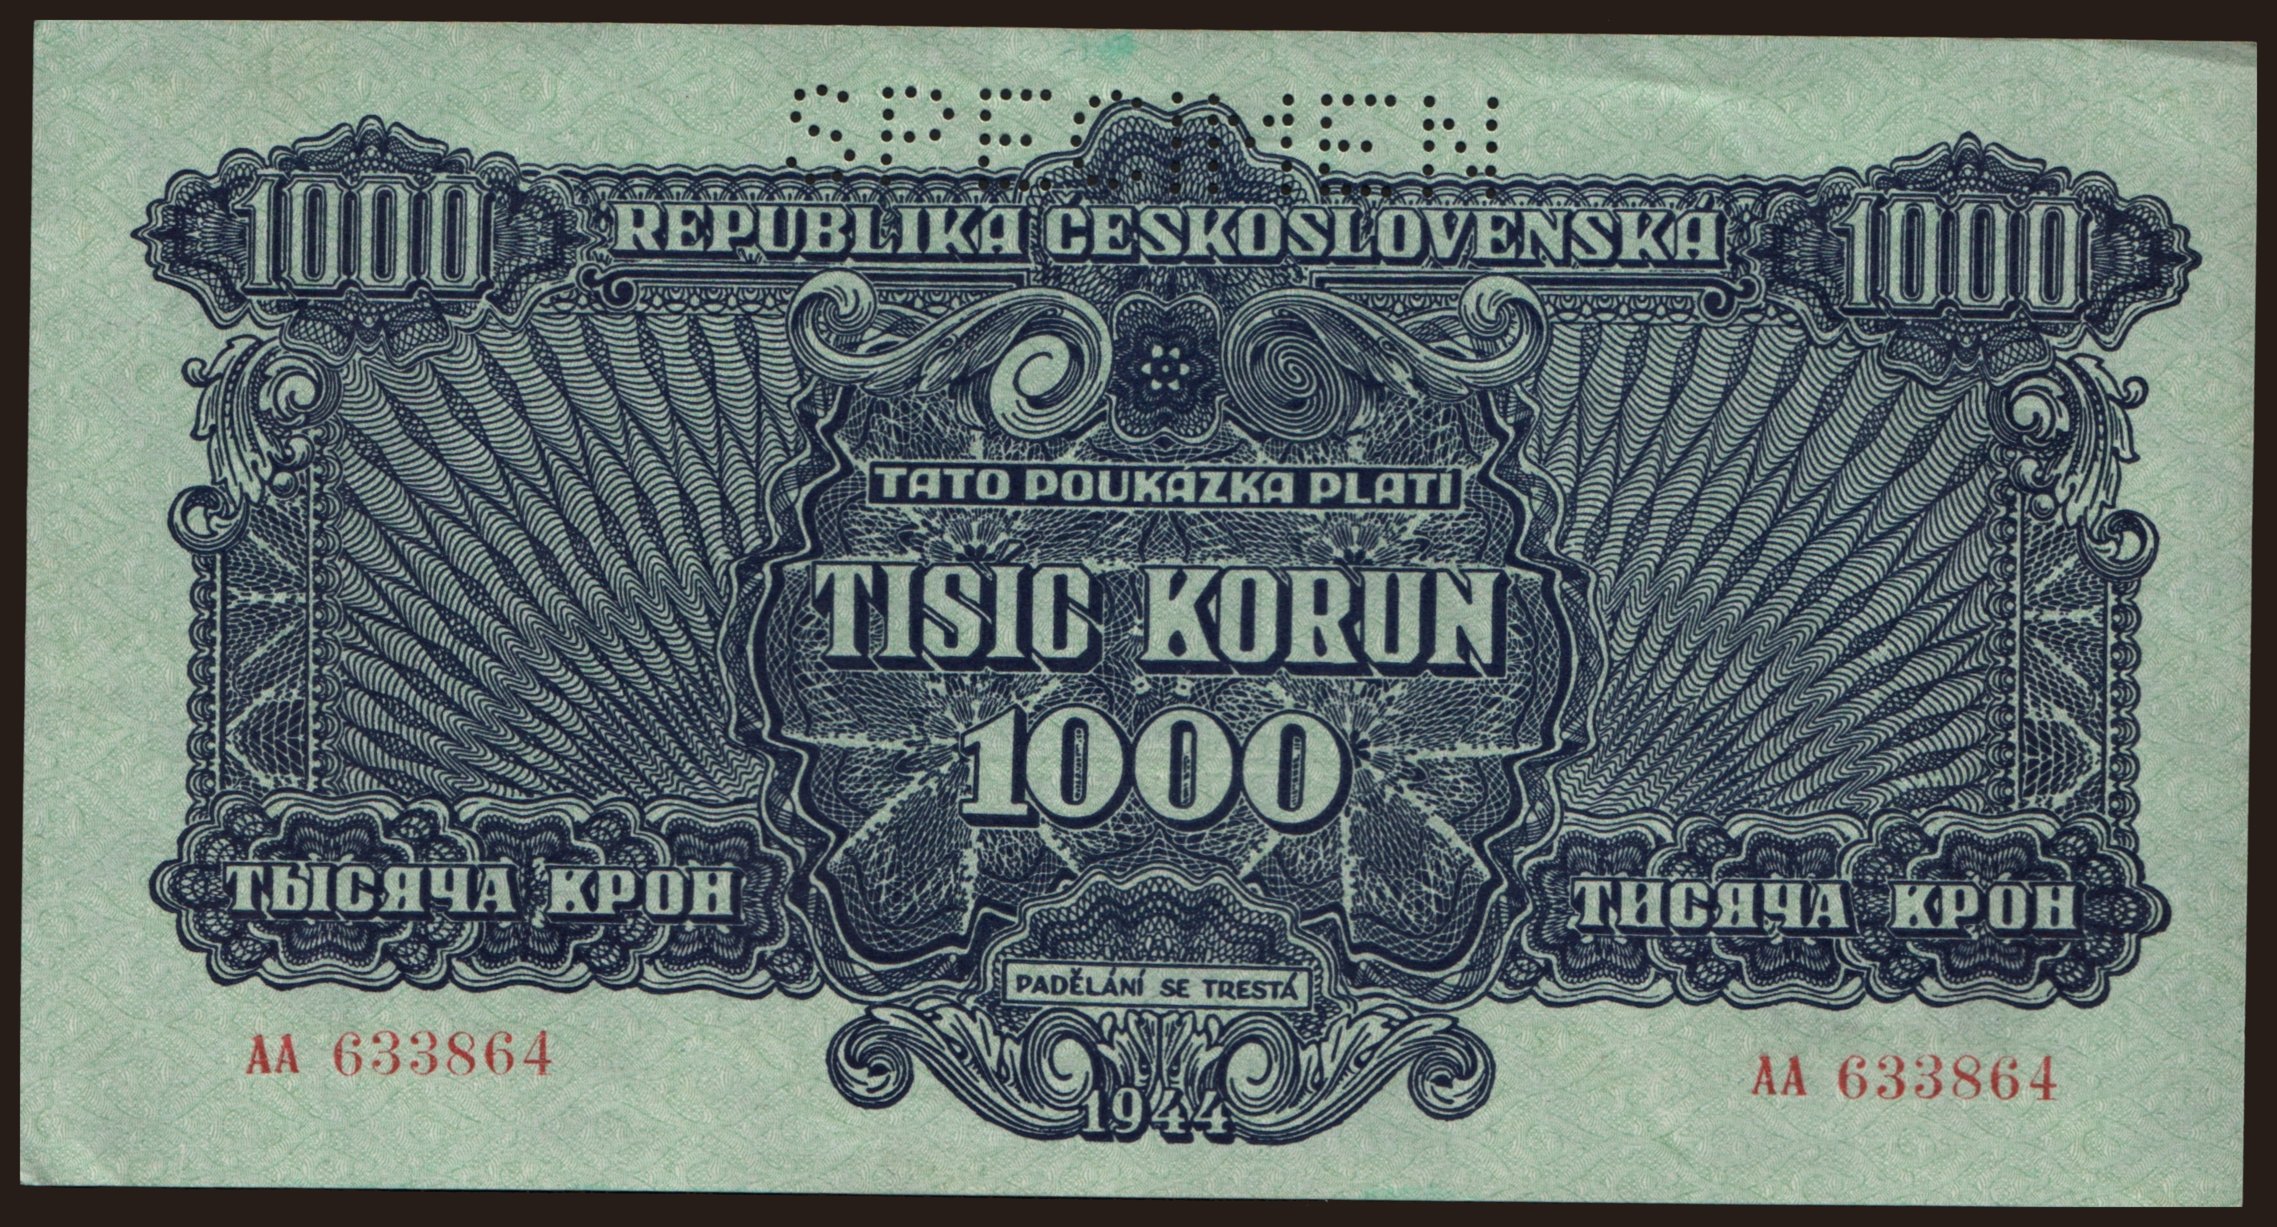 SPECIMEN
1000 REPUBLIKA ČESKOSLOVENSKÁ 1000
TATO POUKÁZKA PLATÍ
TISÍC KORUN
1000
ТЫСЯЧА КРОН
ТИСЯЧА КРОН
PADĚLÁNÍ SE TRESTÁ
AA 633864
AA 633864
1944